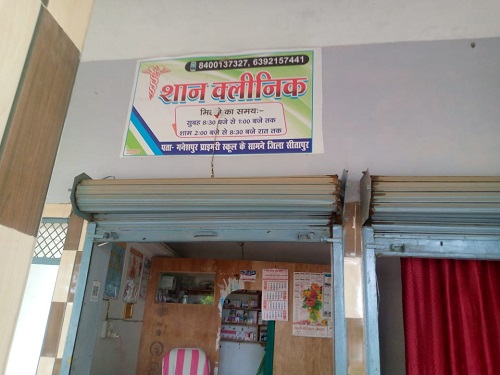 8400137327, 6392157441
शान क्लीनिक
मिलने का समय:-
सुबह 8:30 बजे से 1:00 बजे तक
शाम 2:00 बजे से 8:30 बजे रात तक
पता- गनेशपुर प्राइमरी स्कूल के सामने जिला सीतापुर